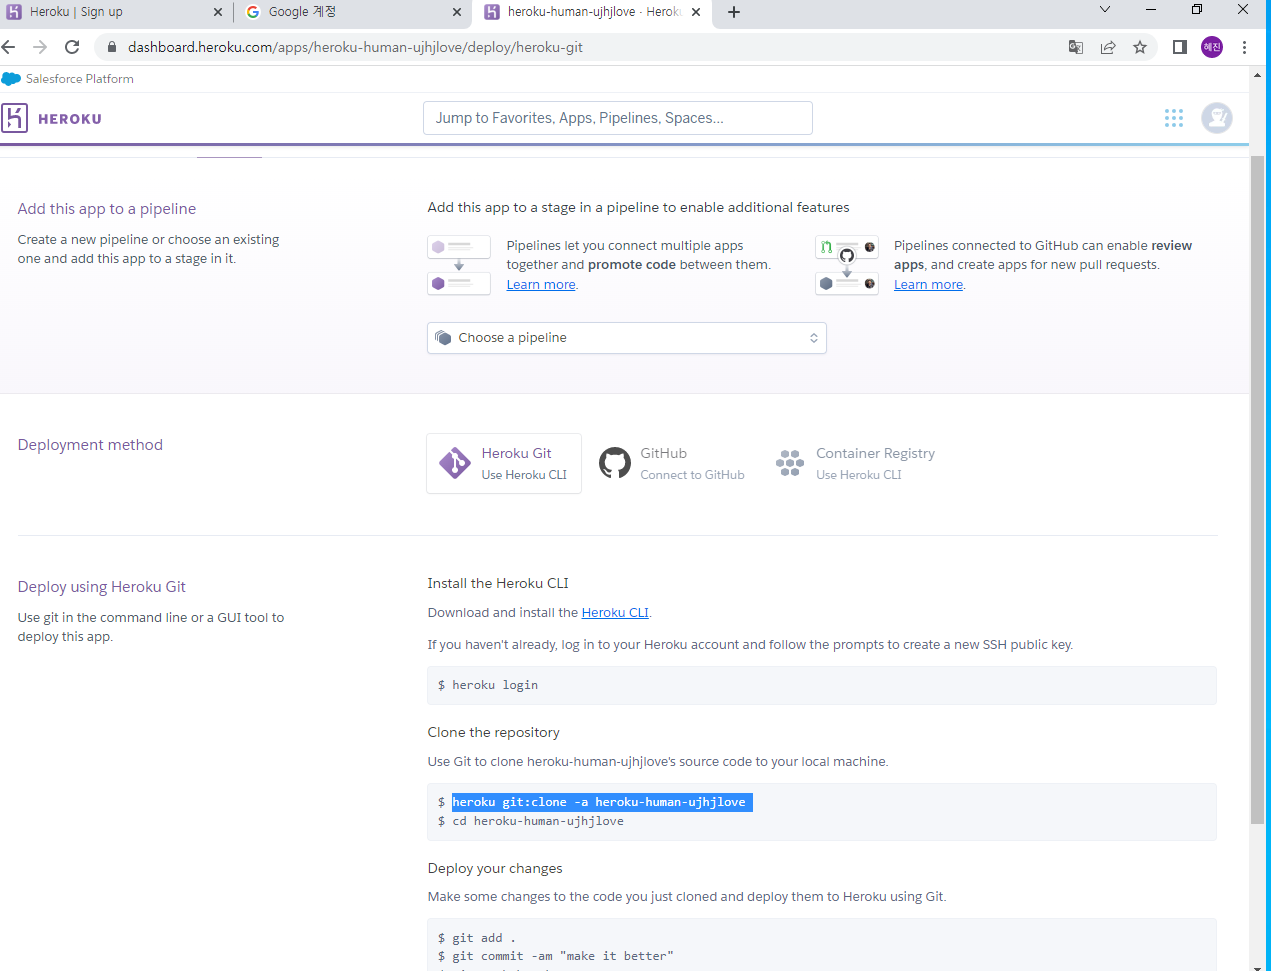 Heroku | Sign up
Google 계정
heroku-human-ujhjlove · Heroku
dashboard.heroku.com/apps/heroku-human-ujhjlove/deploy/heroku-git
혜진
Salesforce Platform
HEROKU
Jump to Favorites, Apps, Pipelines, Spaces...
Add this app to a pipeline
Create a new pipeline or choose an existing
one and add this app to a stage in it.
Add this app to a stage in a pipeline to enable additional features
Pipelines let you connect multiple apps
together and promote code between them.
Learn more.
Pipelines connected to GitHub can enable review
apps, and create apps for new pull requests.
Learn more.
Choose a pipeline
Deployment method
Heroku Git
Use Heroku CLI
GitHub
Connect to GitHub
Container Registry
Use Heroku CLI
Deploy using Heroku Git
Use git in the command line or a GUI tool to
deploy this app.
Install the Heroku CLI
Download and install the Heroku CLI.
If you haven't already, log in to your Heroku account and follow the prompts to create a new SSH public key.
$ heroku login
Clone the repository
Use Git to clone heroku-human-ujhjlove's source code to your local machine.
$ heroku git:clone -a heroku-human-ujhjlove
$ cd heroku-human-ujhjlove
Deploy your changes
Make some changes to the code you just cloned and deploy them to Heroku using Git.
$ git add .
$ git commit -am "make it better"